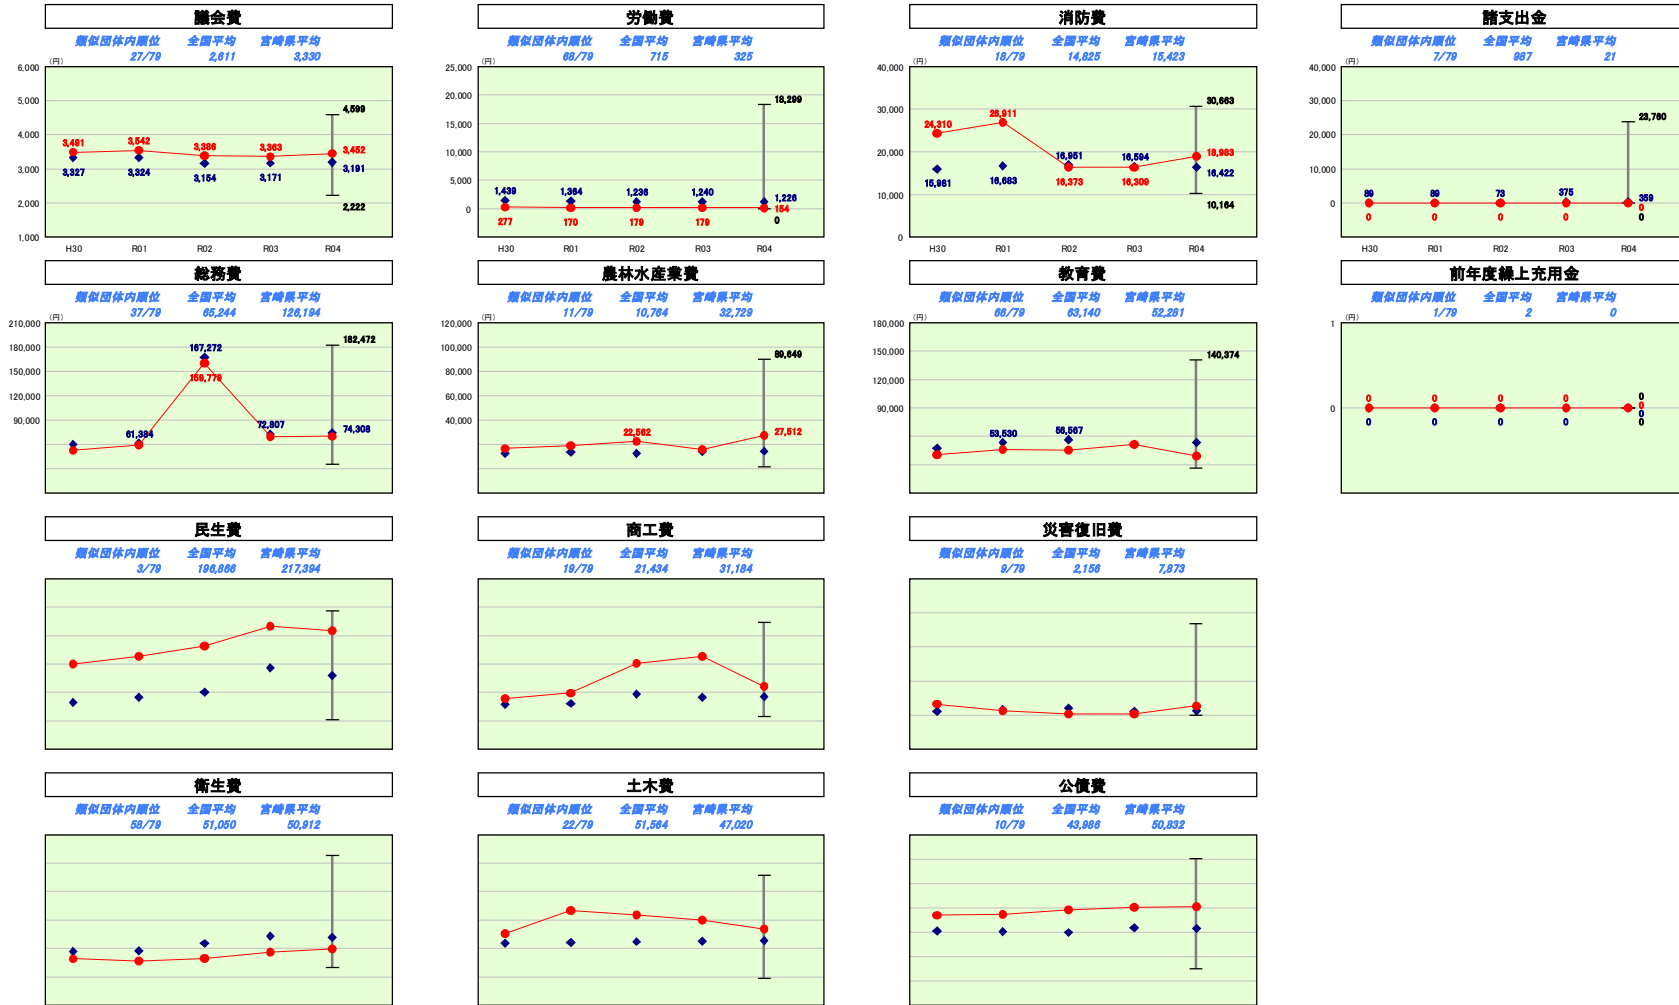 議会費
類似団体内順位 全国平均 宮崎県平均
27/79 2,611 3,330
(円)
6,000
5,000
4,000
3,000
2,000
1,000
3,491 3,542 3,386 3,363 3,452
3,327 3,324 3,154 3,171 3,191
4,599
2,222
H30 R01 R02 R03 R04
労働費
類似団体内順位 全国平均 宮崎県平均
68/79 715 325
(円)
25,000
20,000
15,000
10,000
5,000
0
18,299
1,439 1,364 1,236 1,240 1,226
277 170 179 179 154
0
H30 R01 R02 R03 R04
消防費
類似団体内順位 全国平均 宮崎県平均
18/79 14,825 15,423
(円)
40,000
30,000
20,000
10,000
0
24,310 26,911 16,951 16,594 18,983
15,981 16,683 16,373 16,309 16,422
30,663
10,164
H30 R01 R02 R03 R04
諸支出金
類似団体内順位 全国平均 宮崎県平均
7/79 987 21
(円)
40,000
30,000
20,000
10,000
0
23,760
89 89 73 375 359
0 0 0 0 0
0
H30 R01 R02 R03 R04
総務費
類似団体内順位 全国平均 宮崎県平均
37/79 65,244 126,194
(円)
210,000
180,000
150,000
120,000
90,000
182,472
167,272
159,779
61,384 72,807 74,308
農林水産業費
類似団体内順位 全国平均 宮崎県平均
11/79 10,764 32,729
120,000
100,000
80,000
60,000
40,000
89,649
22,562 27,512
教育費
類似団体内順位 全国平均 宮崎県平均
66/79 63,140 52,281
(円)
180,000
150,000
120,000
90,000
140,374
53,530 56,567
前年度繰上充用金
類似団体内順位 全国平均 宮崎県平均
1/79 2 0
(円)
1
0
0 0 0 0 0
0
0 0 0 0 0
0
民生費
類似団体内順位 全国平均 宮崎県平均
3/79 196,866 217,394
商工費
類似団体内順位 全国平均 宮崎県平均
19/79 21,434 31,184
災害復旧費
類似団体内順位 全国平均 宮崎県平均
9/79 2,156 7,873
衛生費
類似団体内順位 全国平均 宮崎県平均
58/79 51,050 50,912
土木費
類似団体内順位 全国平均 宮崎県平均
22/79 51,564 47,020
公債費
類似団体内順位 全国平均 宮崎県平均
10/79 43,986 50,832